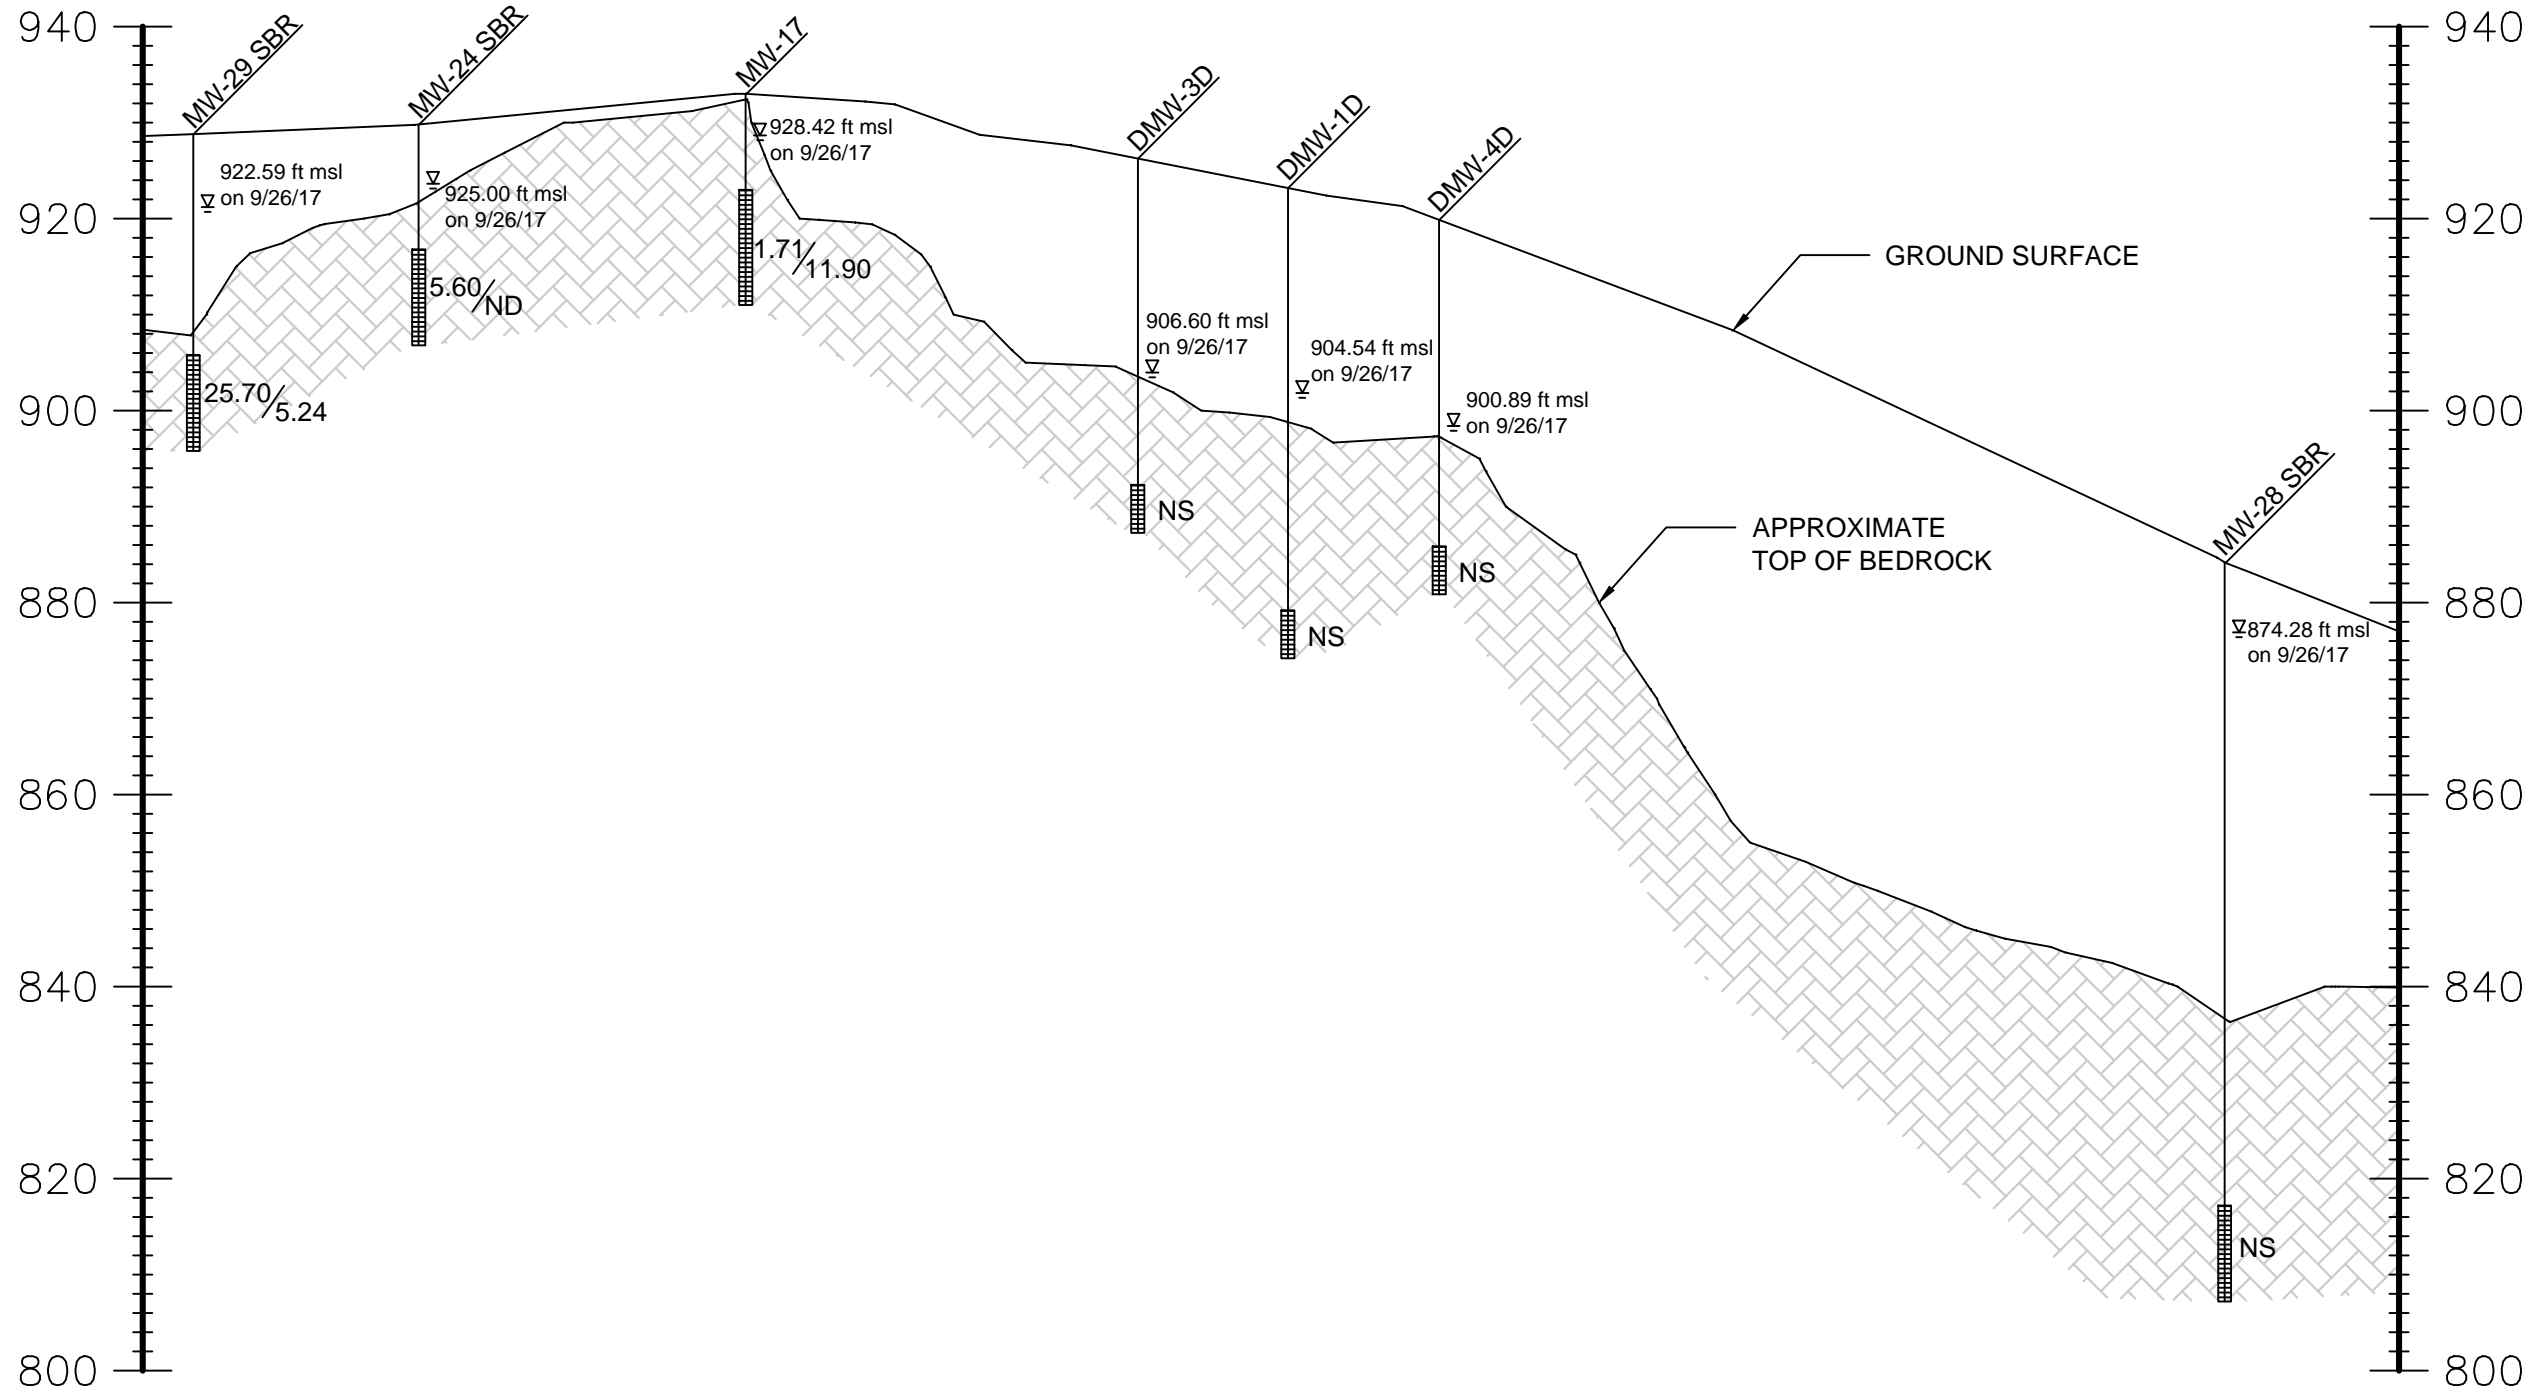 940
920
900
880
860
840
820
800
MW-29 SBR
922.59 ft msl
on 9/26/17
25.70/5.24
MW-24 SBR
925.00 ft msl
on 9/26/17
5.60/ND
MW-17
928.42 ft msl
on 9/26/17
1.71/11.90
DMW-3D
906.60 ft msl
on 9/26/17
NS
DMW-1D
904.54 ft msl
on 9/26/17
NS
DMW-4D
900.89 ft msl
on 9/26/17
NS
GROUND SURFACE
APPROXIMATE
TOP OF BEDROCK
MW-28 SBR
874.28 ft msl
on 9/26/17
NS
940
920
900
880
860
840
820
800